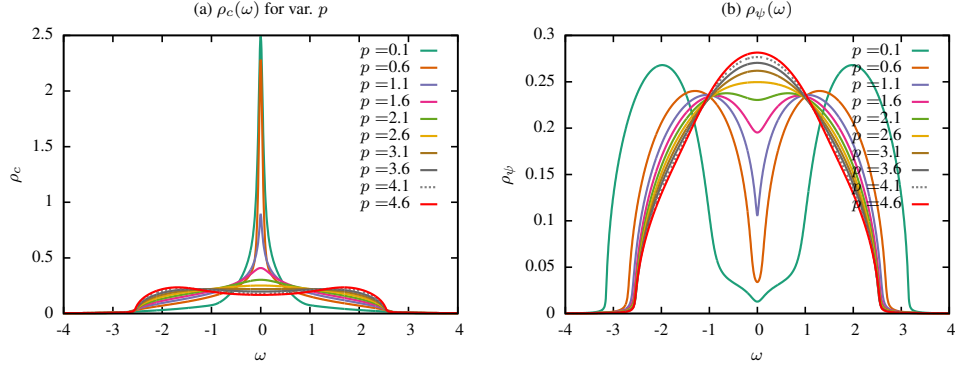 (a) ρc(ω) for var. p
2.5
2
1.5
1
0.5
0
-4 -3 -2 -1 0 1 2 3 4
ρc
ω
p =0.1
p =0.6
p =1.1
p =1.6
p =2.1
p =2.6
p =3.1
p =3.6
p =4.1
p =4.6
(b) ρψ(ω)
0.3
0.25
0.2
0.15
0.1
0.05
0
-4 -3 -2 -1 0 1 2 3 4
ρψ
ω
p =0.1
p =0.6
p =1.1
p =1.6
p =2.1
p =2.6
p =3.1
p =3.6
p =4.1
p =4.6